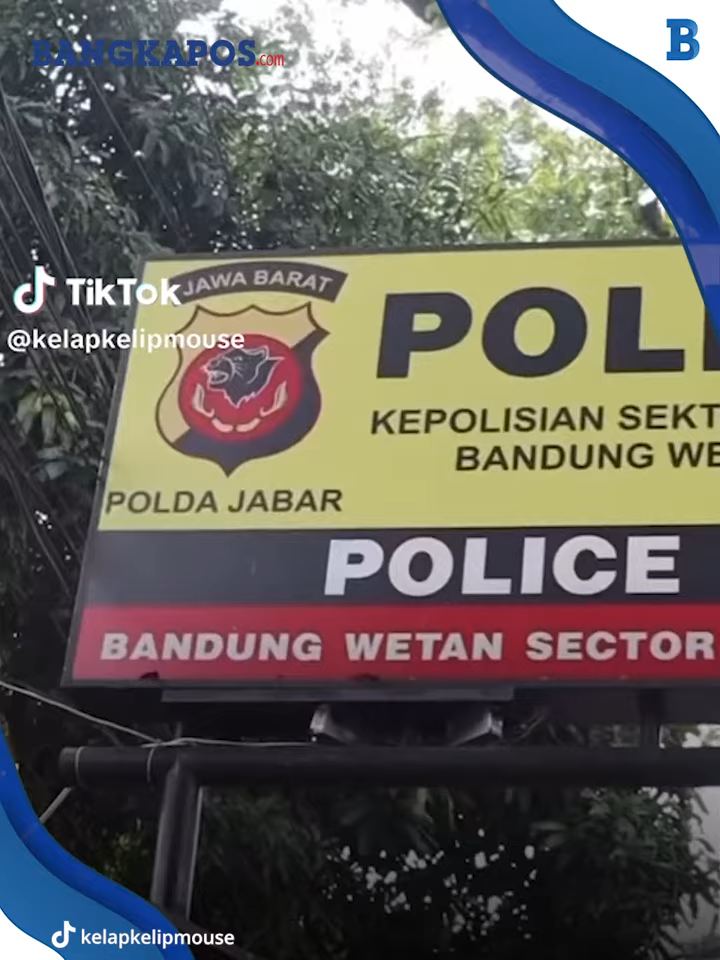 BANGKAPOS.com
B
TikTok
@kelapkelipmouse
JAWA BARAT
POLDA JABAR
POL
KEPOLISIAN SEKT
BANDUNG WE
POLICE
BANDUNG WETAN SECTOR
kelapkelipmouse